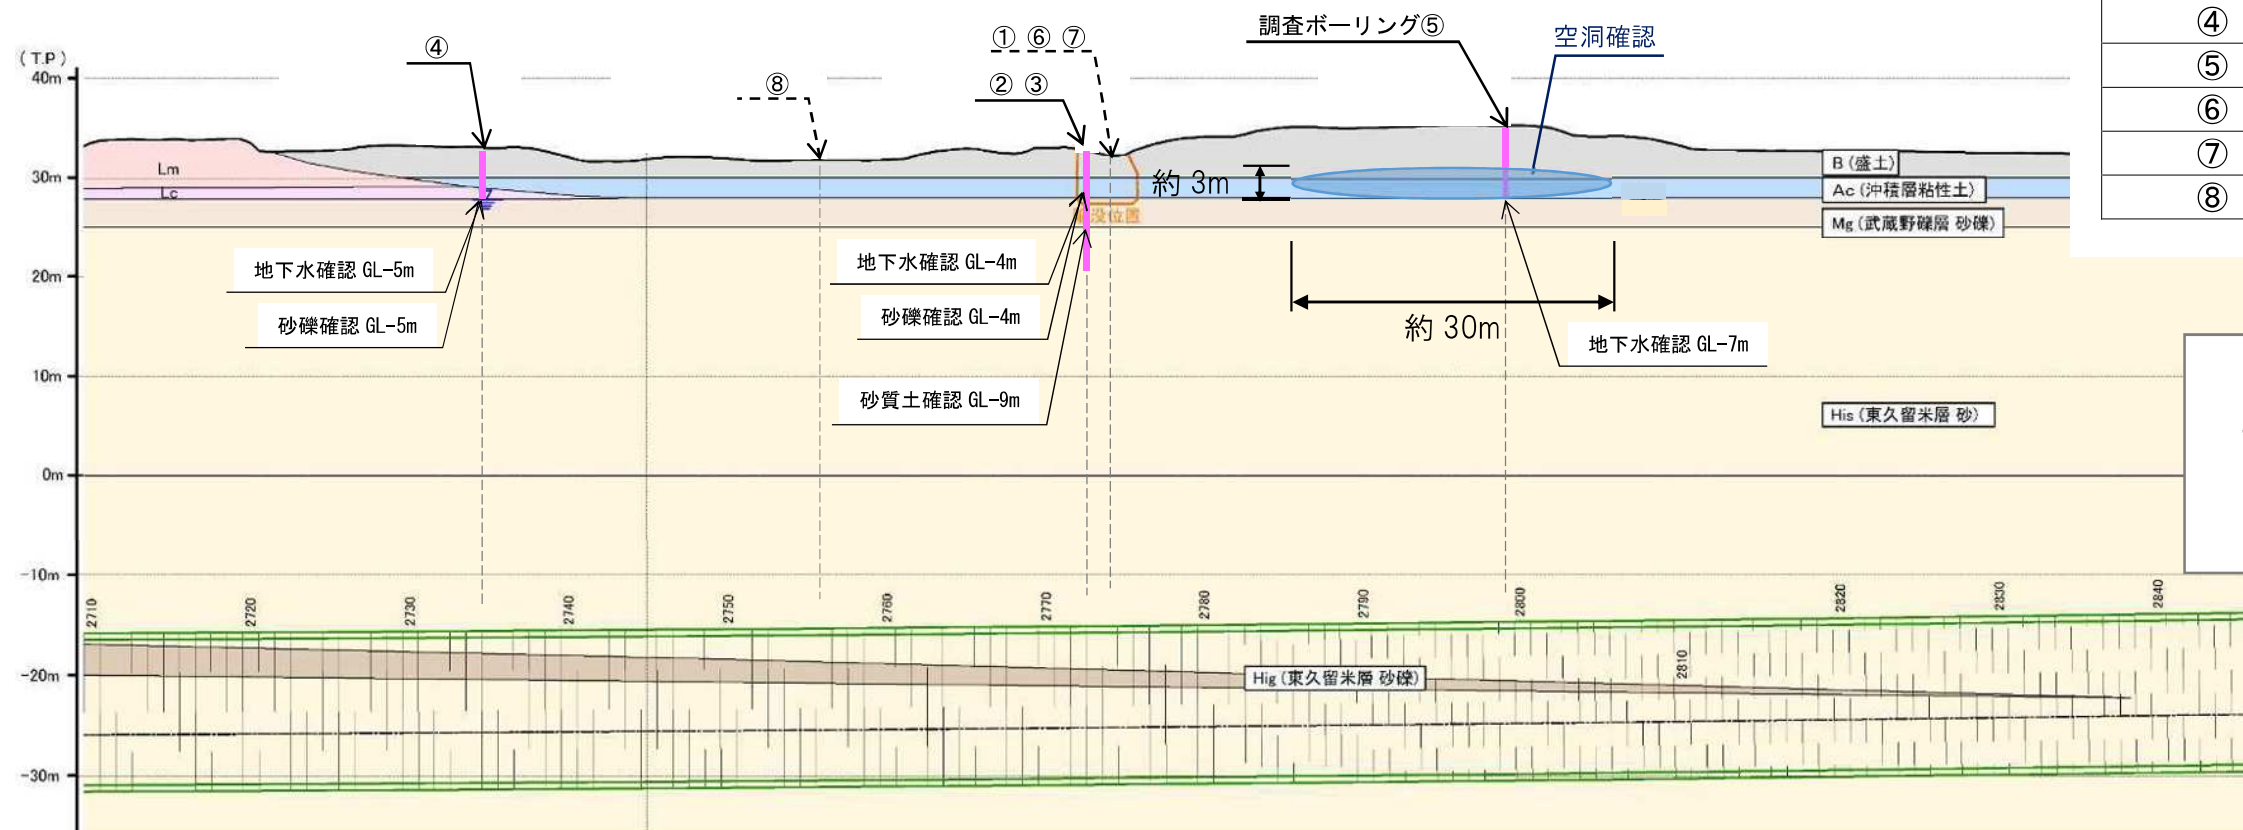 ④
⑤
⑥
⑦
⑧
調査ボーリング⑤
空洞確認
① ⑥ ⑦
② ③
④
⑧
(T.P)
40m
30m
20m
10m
0m
-10m
-20m
-30m
Lm
Lc
約 3m
B (盛土)
Ac (沖積層粘性土)
Mg (武蔵野礫層 砂礫)
没位置
地下水確認 GL-5m
砂礫確認 GL-5m
地下水確認 GL-4m
砂礫確認 GL-4m
砂質土確認 GL-9m
約 30m
地下水確認 GL-7m
His (東久留米層 砂)
2710
2720
2730
2740
2750
2760
2770
2780
2790
2800
2810
2820
2830
2840
Hig (東久留米層 砂礫)